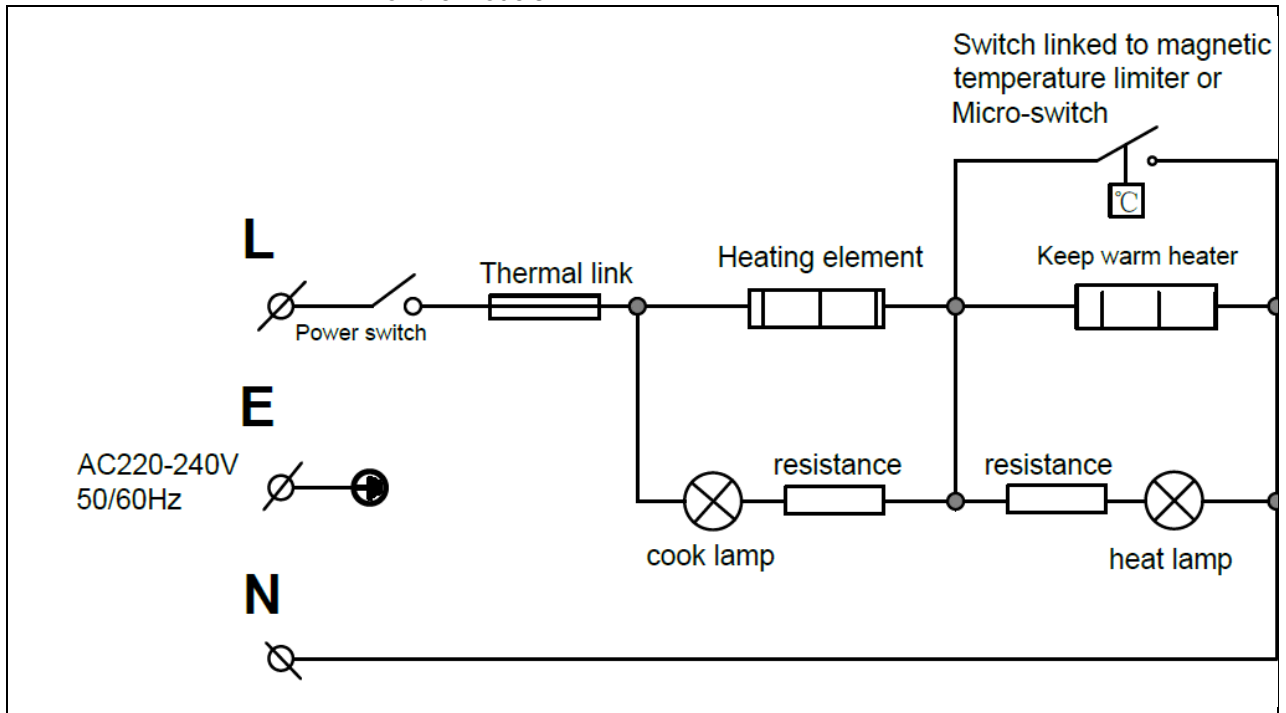 Switch linked to magnetic
temperature limiter or
Micro-switch
℃
L
Thermal link
Heating element
Keep warm heater
Power switch
E
AC220-240V
50/60Hz
resistance
resistance
cook lamp
heat lamp
N